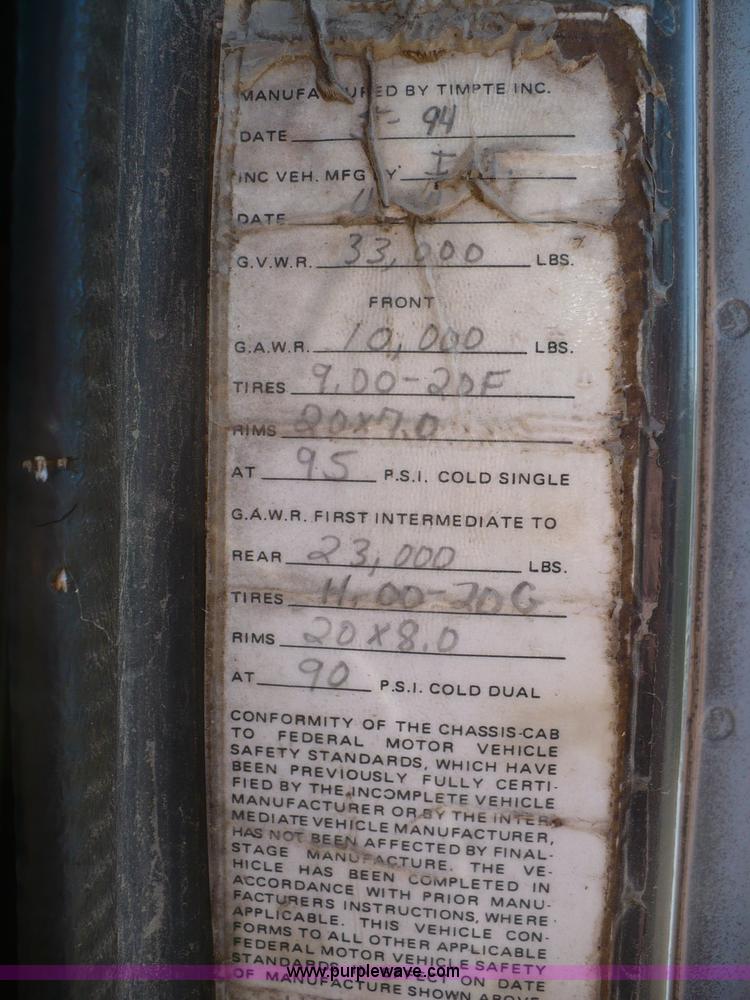 MANUFACTURED BY TIMPTE INC.
DATE 5- 94
INC VEH. MFG BY
DATE
G.V.W.R. 33,000 LBS.
FRONT
G.A.W.R. 10,000 LBS.
TIRES 9.00-20F
RIMS 20x7.0
AT 95 P.S.I. COLD SINGLE
G.A.W.R. FIRST INTERMEDIATE TO
REAR 23,000 LBS.
TIRES 11.00-20G
RIMS 20x8.0
AT 90 P.S.I. COLD DUAL
CONFORMITY OF THE CHASSIS-CAB
TO FEDERAL MOTOR VEHICLE
SAFETY STANDARDS, WHICH HAVE
BEEN PREVIOUSLY FULLY CERTI-
FIED BY THE INCOMPLETE VEHICLE
MANUFACTURER OR BY THE INTER-
MEDIATE VEHICLE MANUFACTURER,
HAS NOT BEEN AFFECTED BY FINAL-
STAGE MANUFACTURE. THE VE-
HICLE HAS BEEN COMPLETED IN
ACCORDANCE WITH PRIOR MANU-
FACTURERS INSTRUCTIONS, WHERE
APPLICABLE. THIS VEHICLE CON-
FORMS TO ALL OTHER APPLICABLE
FEDERAL MOTOR VEHICLE SAFETY
STANDARDS ON DATE
OF MANUFACTURE SHOWN ABOVE
www.purplewave.com